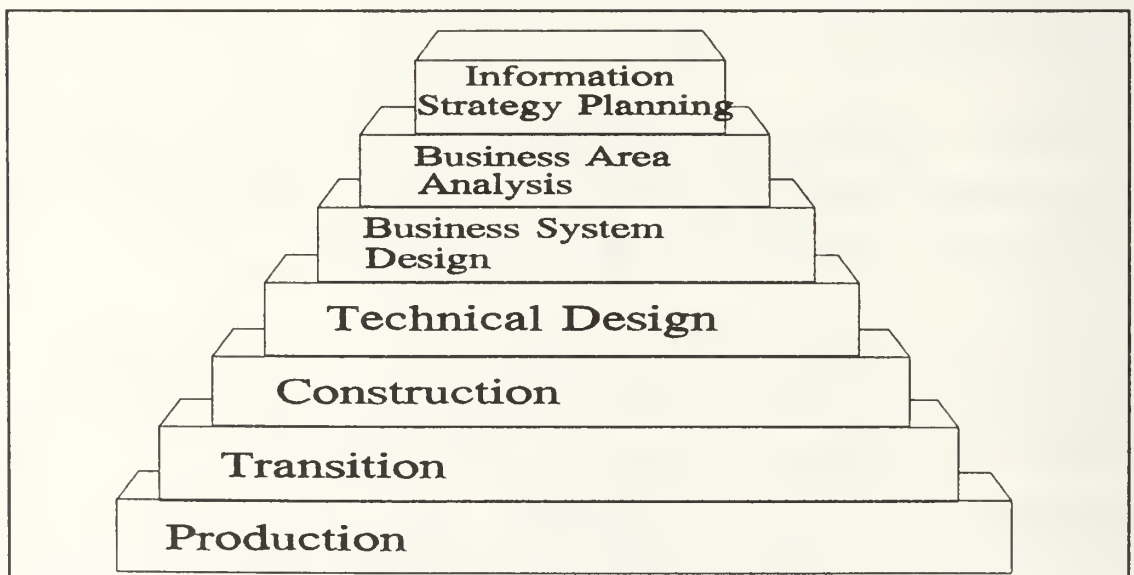 Information
Strategy Planning
Business Area
Analysis
Business System
Design
Technical Design
Construction
Transition
Production